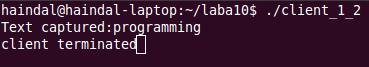 haindal@haindal-laptop:~/laba10$ ./client_1_2
Text captured:programming
client terminated